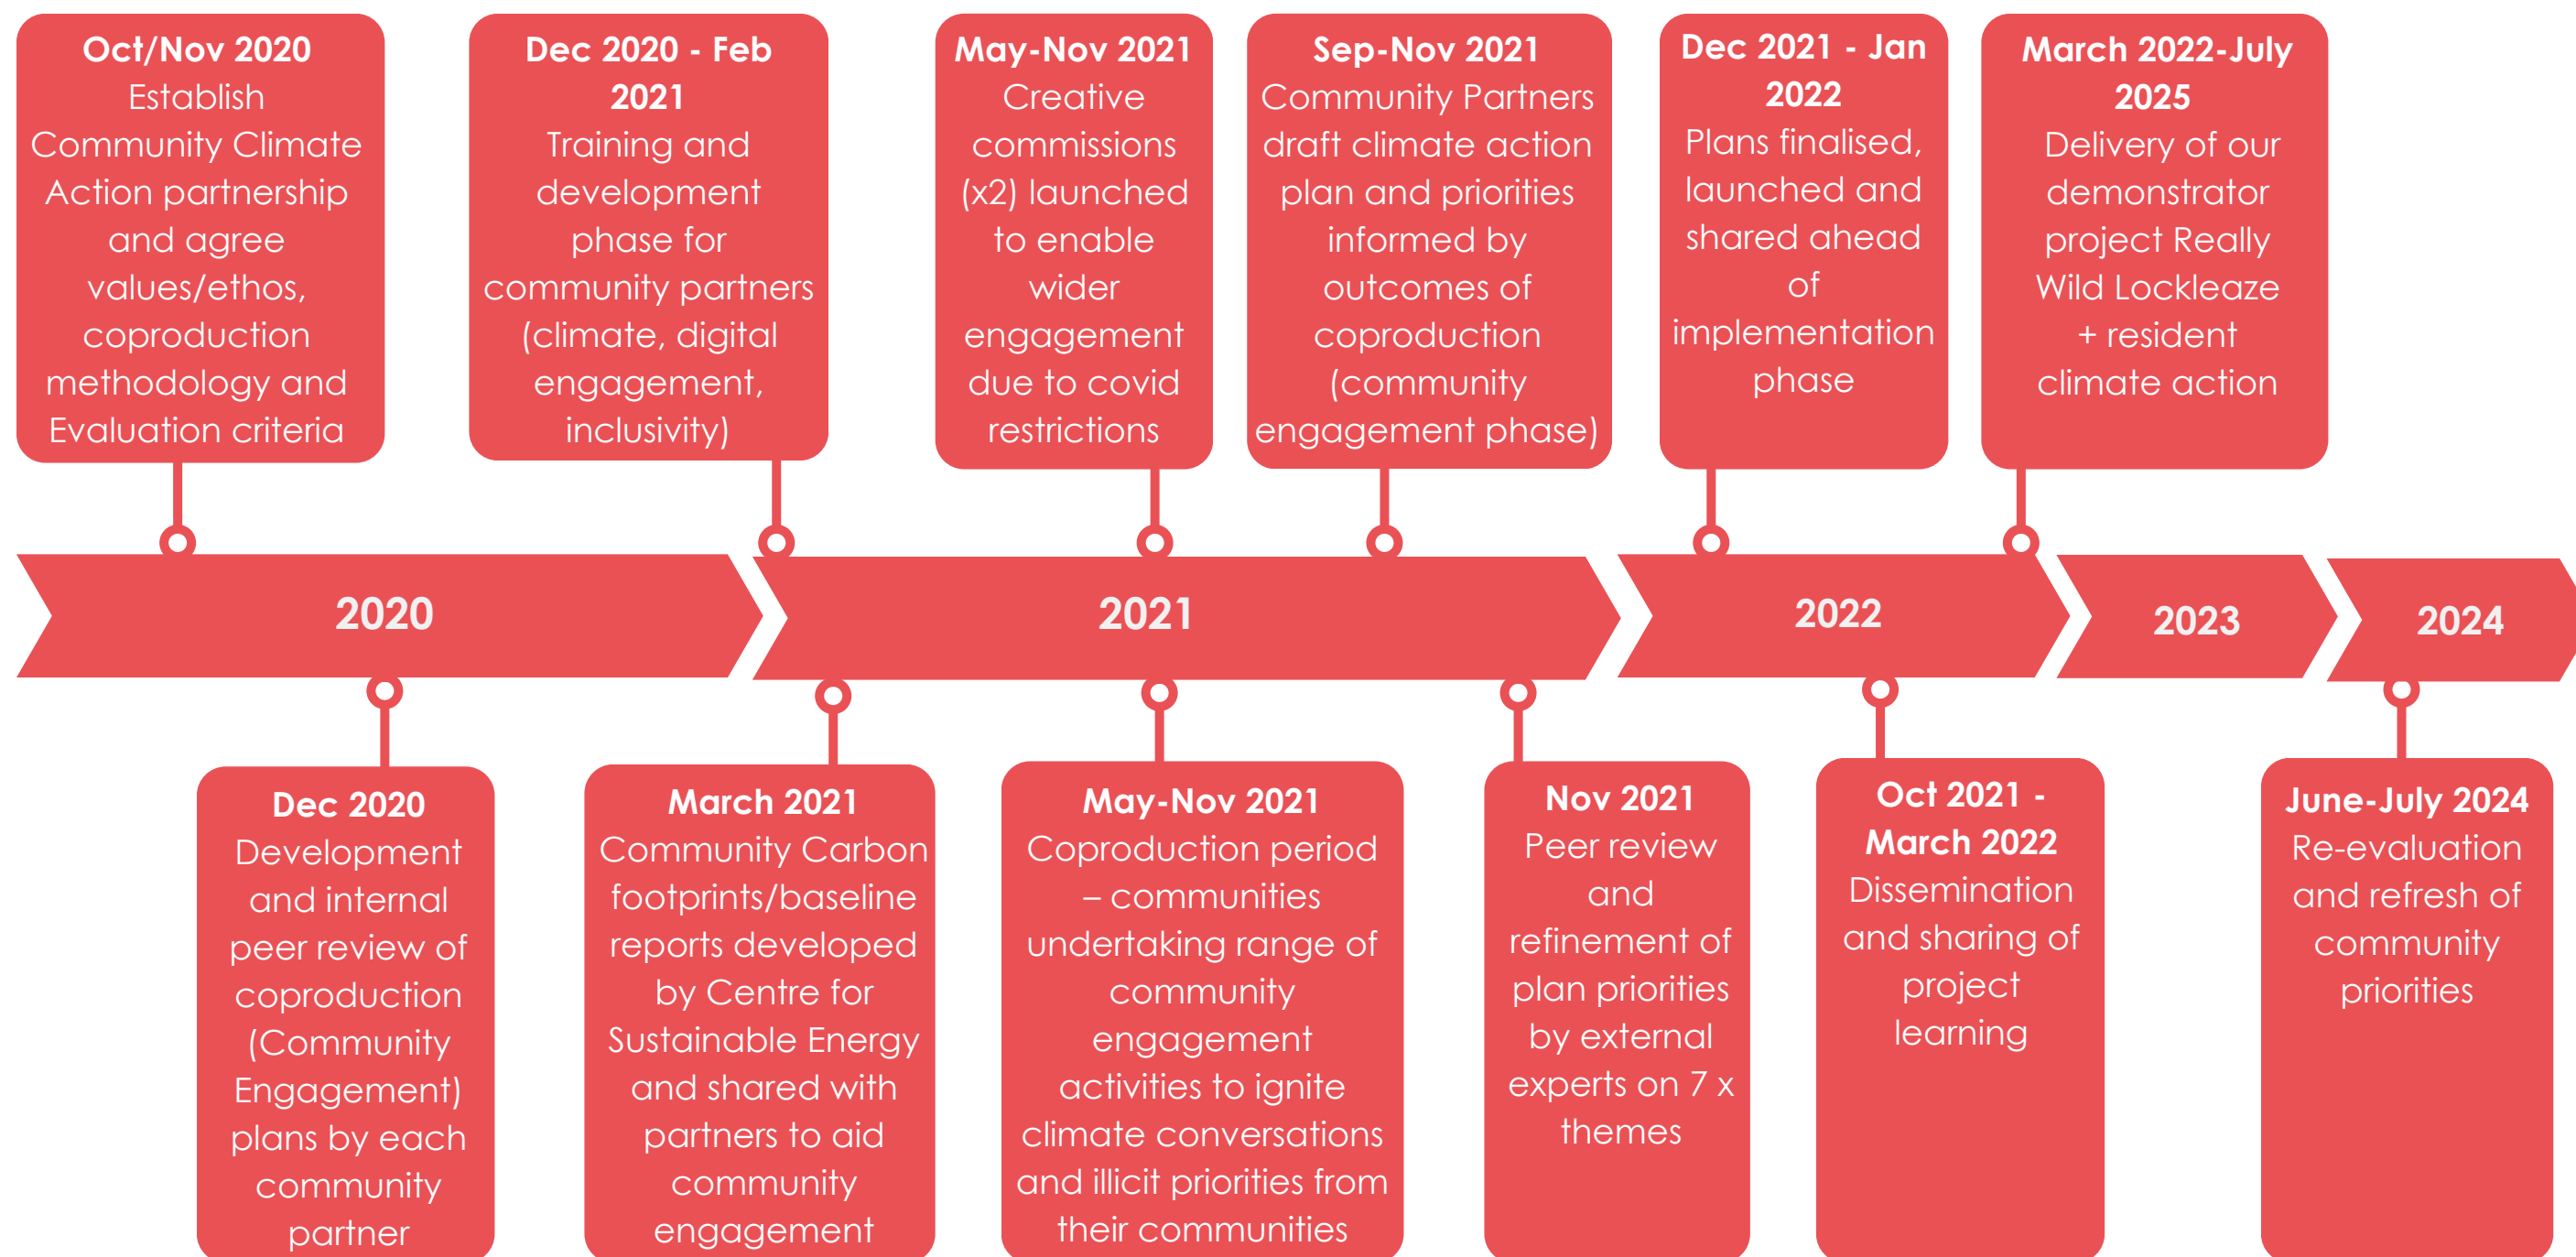 Oct/Nov 2020
Establish
Community Climate
Action partnership
and agree
values/ethos,
coproduction
methodology and
Evaluation criteria
Dec 2020 - Feb
2021
Training and
development
phase for
community partners
(climate, digital
engagement,
inclusivity)
May-Nov 2021
Creative
commissions
(x2) launched
to enable
wider
engagement
due to covid
restrictions
Sep-Nov 2021
Community Partners
draft climate action
plan and priorities
informed by
outcomes of
coproduction
(community
engagement phase)
Dec 2021 - Jan
2022
Plans finalised,
launched and
shared ahead
of
implementation
phase
March 2022-July
2025
Delivery of our
demonstrator
project Really
Wild Lockleaze
+ resident
climate action
2020
2021
2022
2023
2024
Dec 2020
Development
and internal
peer review of
coproduction
(Community
Engagement)
plans by each
community
partner
March 2021
Community Carbon
footprints/baseline
reports developed
by Centre for
Sustainable Energy
and shared with
partners to aid
community
engagement
May-Nov 2021
Coproduction period
– communities
undertaking range of
community
engagement
activities to ignite
climate conversations
and illicit priorities from
their communities
Nov 2021
Peer review
and
refinement of
plan priorities
by external
experts on 7 x
themes
Oct 2021 -
March 2022
Dissemination
and sharing of
project
learning
June-July 2024
Re-evaluation
and refresh of
community
priorities